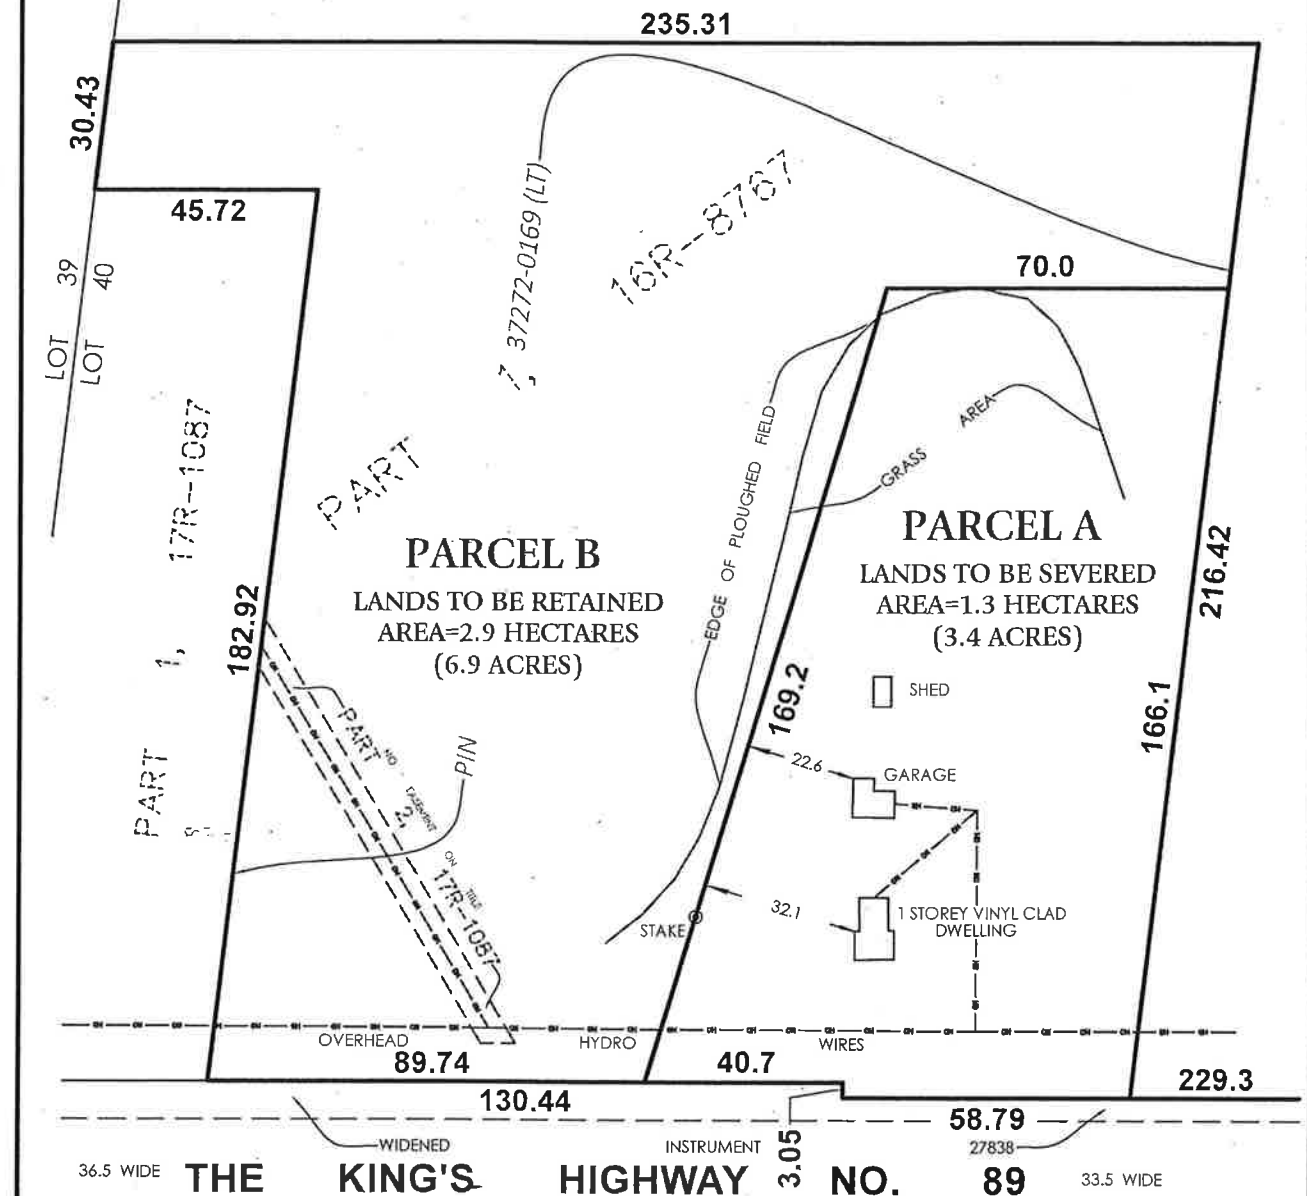 235.31
30.43
45.72
1, 37272-0169 (LT)
16R-8767
70.0
LOT 39
LOT 40
PART 1, 17R-1087
PART
EDGE OF PLOUGHED FIELD
GRASS AREA
PARCEL B
LANDS TO BE RETAINED
AREA=2.9 HECTARES
(6.9 ACRES)
PARCEL A
LANDS TO BE SEVERED
AREA=1.3 HECTARES
(3.4 ACRES)
216.42
182.92
169.2
166.1
SHED
PART 2, 17R-1087
NO EASEMENT ON TITLE
PIN
22.6
GARAGE
32.1
1 STOREY VINYL CLAD
DWELLING
STAKE
OVERHEAD HYDRO WIRES
89.74
40.7
229.3
130.44
58.79
3.05
WIDENED INSTRUMENT 27838
36.5 WIDE THE KING'S HIGHWAY NO. 89 33.5 WIDE